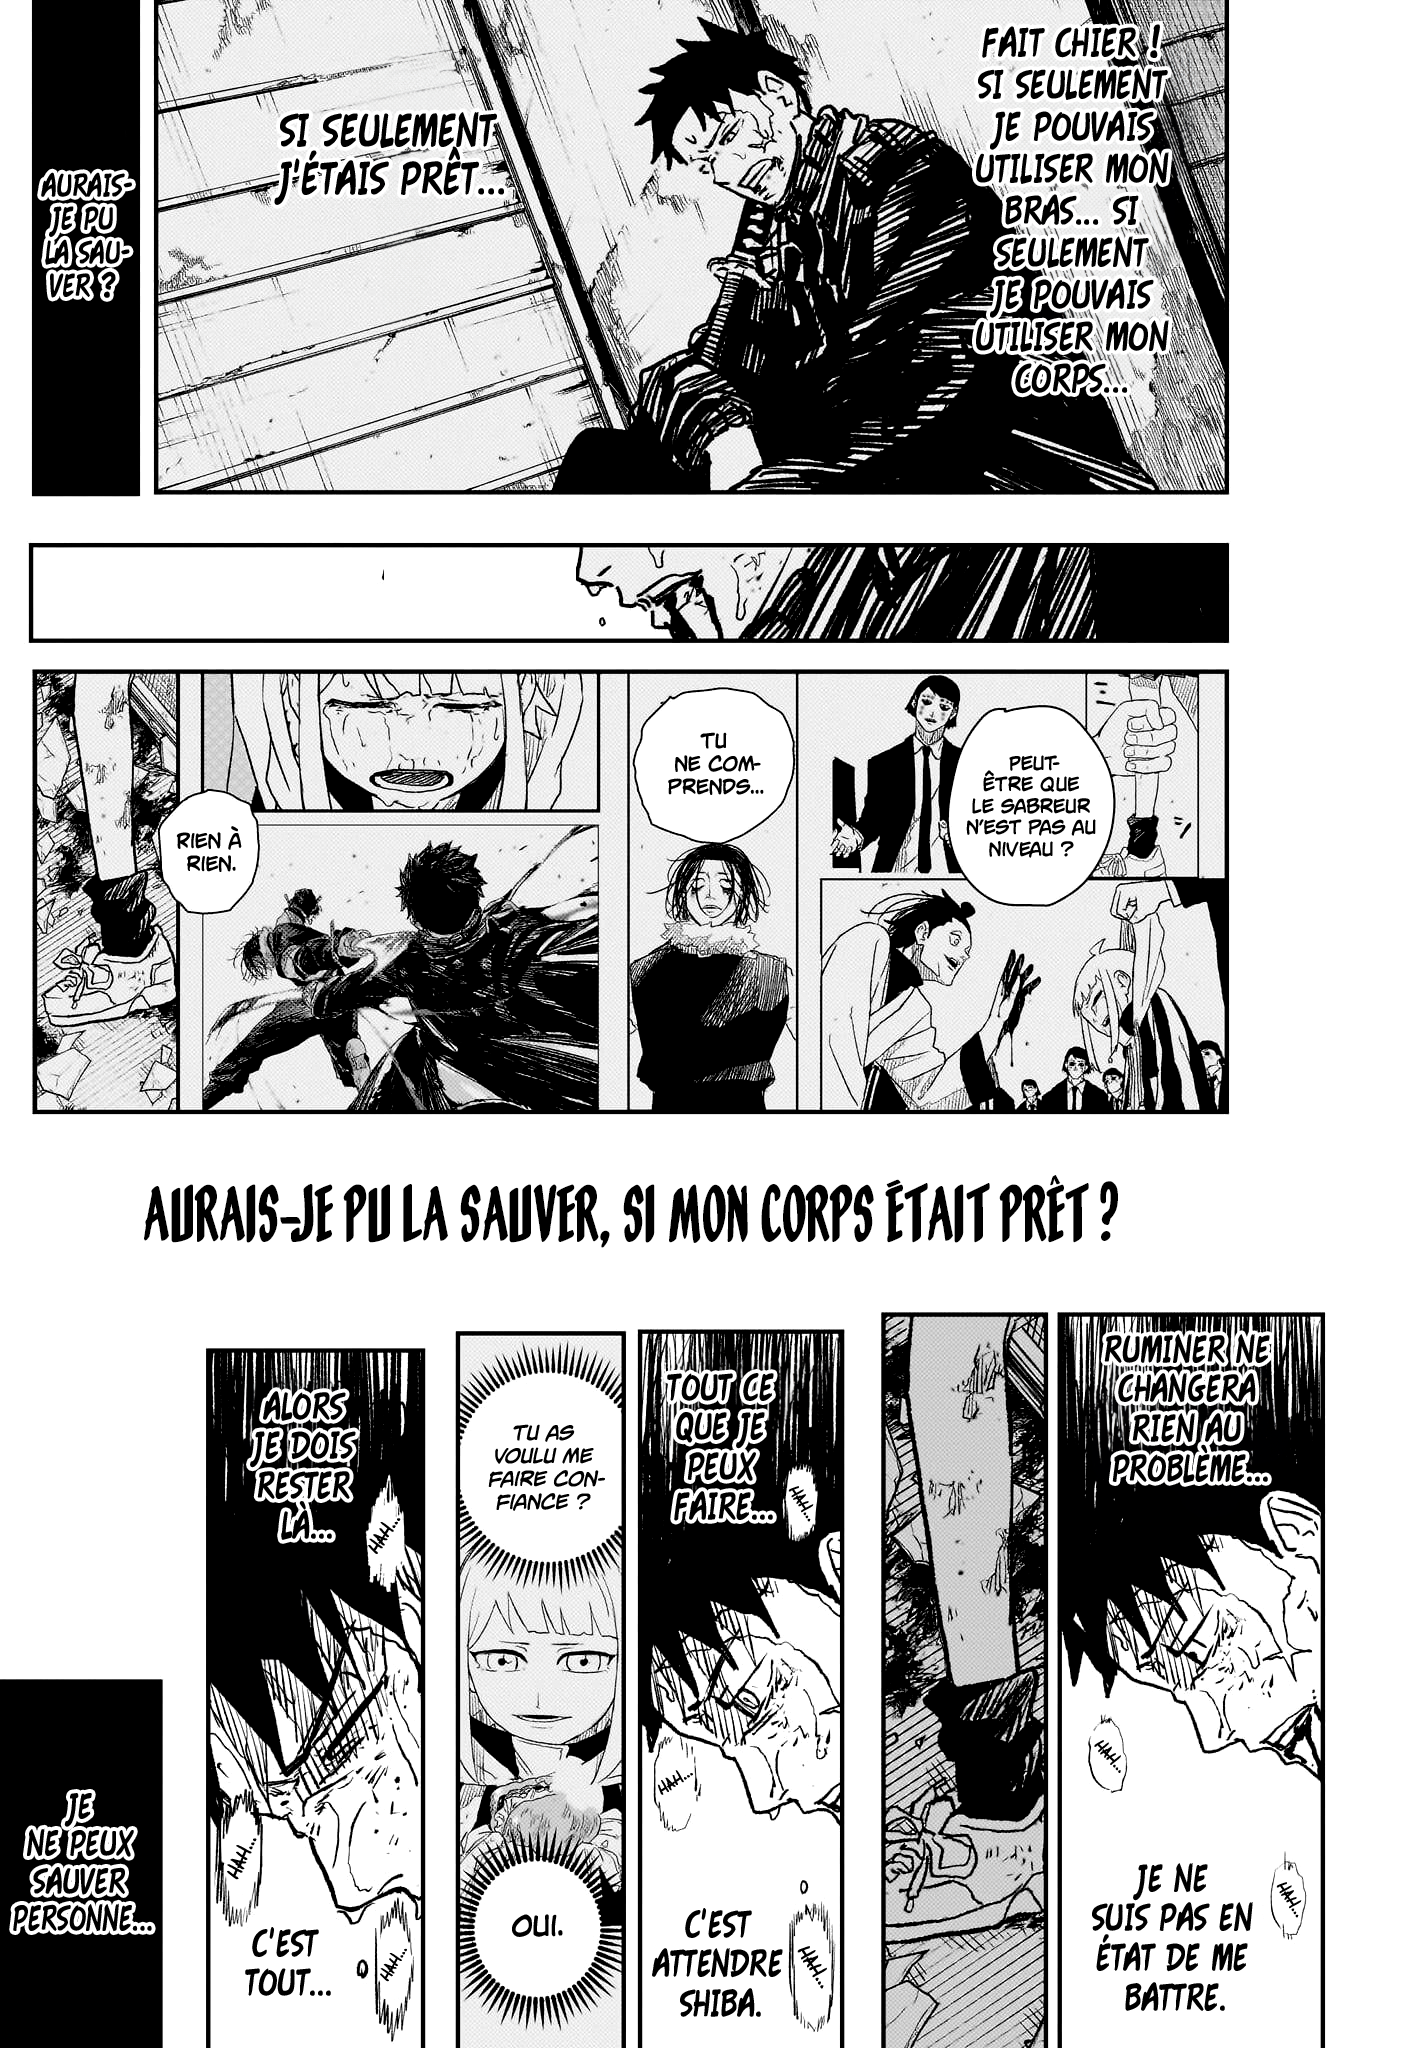 FAIT CHIER !
SI SEULEMENT
JE POUVAIS
UTILISER MON
BRAS... SI
SEULEMENT
JE POUVAIS
UTILISER MON
CORPS...
SI SEULEMENT
J'ÉTAIS PRÊT...
AURAIS-
JE PU
LA SAU-
VER ?
PEUT-
ÊTRE QUE
LE SABREUR
N'EST PAS AU
NIVEAU ?
TU
NE COM-
PRENDS...
RIEN À
RIEN.
AURAIS-JE PU LA SAUVER, SI MON CORPS ÉTAIT PRÊT ?
RUMINER NE
CHANGERA
RIEN AU
PROBLÈME...
HAH...
HAH...
JE NE
SUIS PAS EN
ÉTAT DE ME
BATTRE.
TOUT CE
QUE JE
PEUX
FAIRE...
HAH...
HAH...
HAH...
C'EST
ATTENDRE
SHIBA.
TU AS
VOULU ME
FAIRE CON-
FIANCE ?
OUI.
ALORS
JE DOIS
RESTER
LÀ...
HAH...
HAH...
HAH...
C'EST
TOUT...
JE
NE PEUX
SAUVER
PERSONNE...